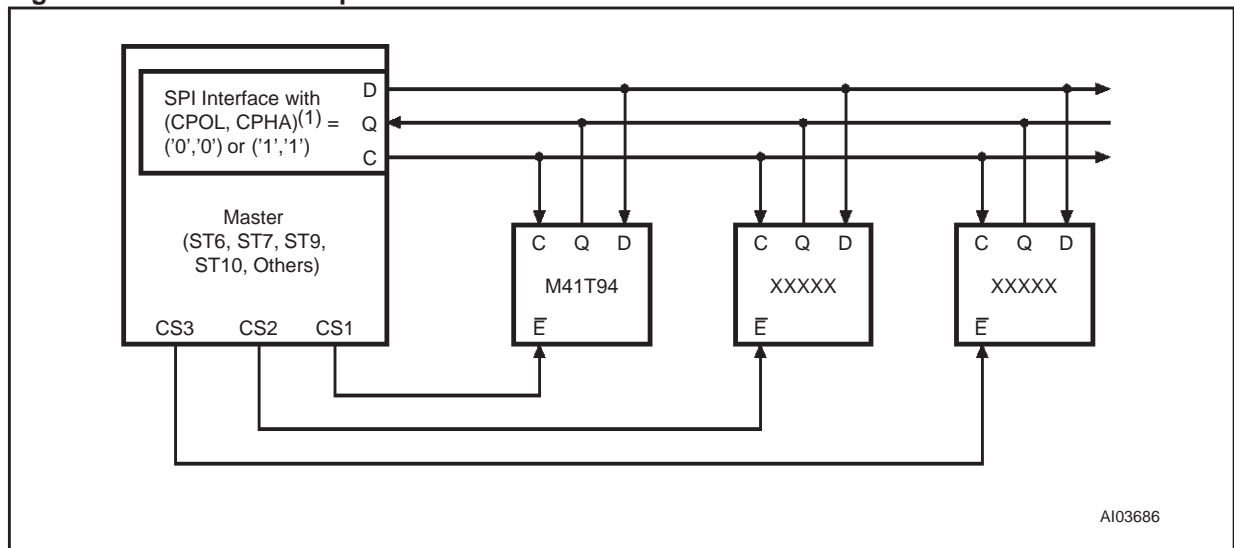 D
SPI Interface with
(CPOL, CPHA)(1) =
('0','0') or ('1','1')
Q
C
Master
(ST6, ST7, ST9,
ST10, Others)
CS3 CS2 CS1
C Q D
M41T94
E̅
C Q D
XXXXX
E̅
C Q D
XXXXX
E̅
AI03686